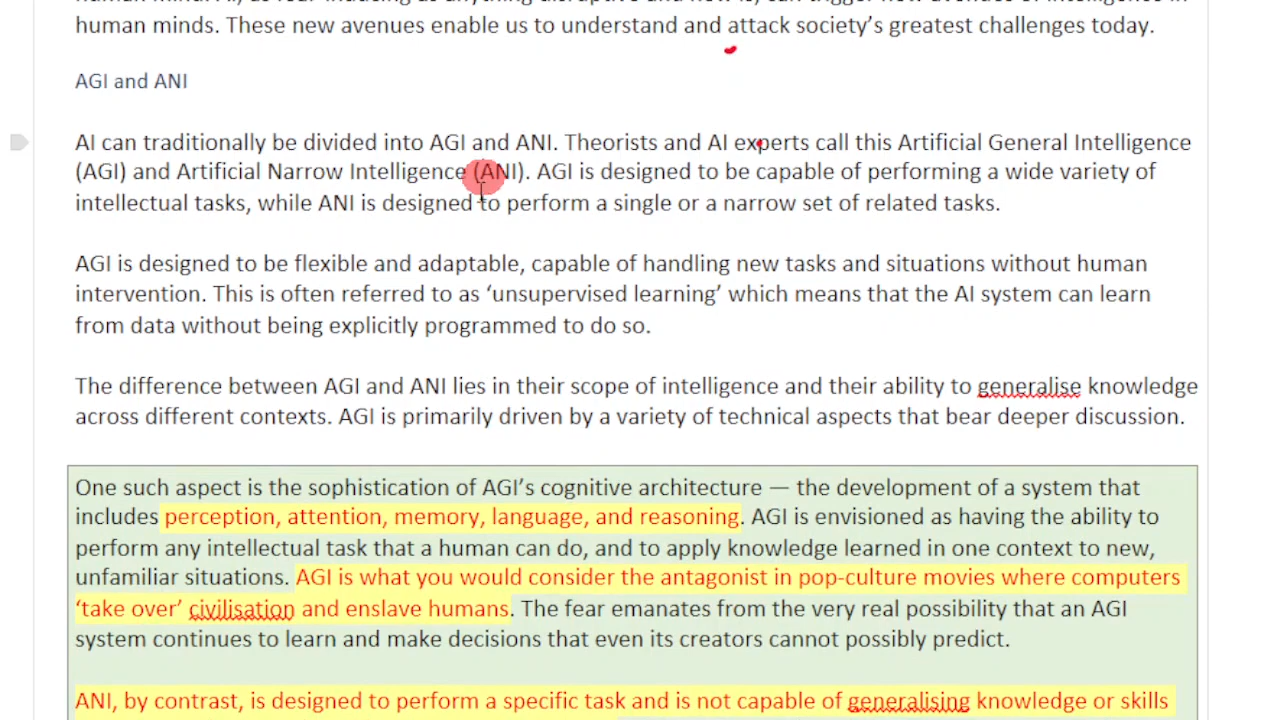 human minds. These new avenues enable us to understand and attack society’s greatest challenges today.
AGI and ANI
AI can traditionally be divided into AGI and ANI. Theorists and AI experts call this Artificial General Intelligence
(AGI) and Artificial Narrow Intelligence (ANI). AGI is designed to be capable of performing a wide variety of
intellectual tasks, while ANI is designed to perform a single or a narrow set of related tasks.
AGI is designed to be flexible and adaptable, capable of handling new tasks and situations without human
intervention. This is often referred to as ‘unsupervised learning’ which means that the AI system can learn
from data without being explicitly programmed to do so.
The difference between AGI and ANI lies in their scope of intelligence and their ability to generalise knowledge
across different contexts. AGI is primarily driven by a variety of technical aspects that bear deeper discussion.
One such aspect is the sophistication of AGI’s cognitive architecture — the development of a system that
includes perception, attention, memory, language, and reasoning. AGI is envisioned as having the ability to
perform any intellectual task that a human can do, and to apply knowledge learned in one context to new,
unfamiliar situations. AGI is what you would consider the antagonist in pop-culture movies where computers
‘take over’ civilisation and enslave humans. The fear emanates from the very real possibility that an AGI
system continues to learn and make decisions that even its creators cannot possibly predict.
ANI, by contrast, is designed to perform a specific task and is not capable of generalising knowledge or skills